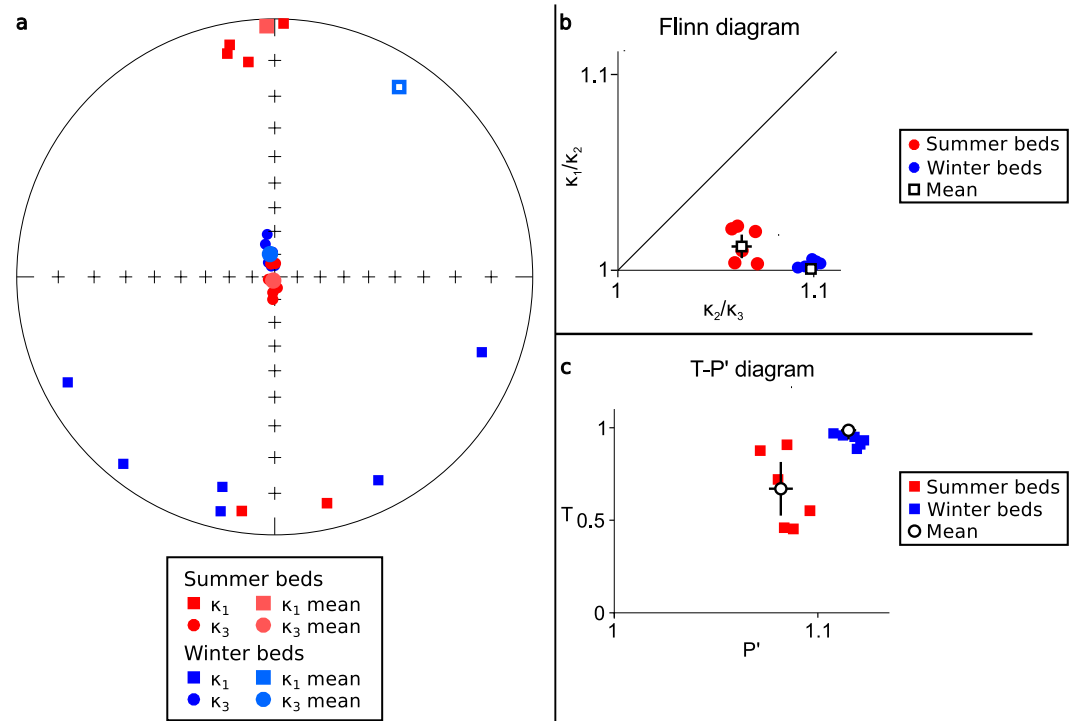 a
Summer beds
κ1 κ1 mean
κ3 κ3 mean
Winter beds
κ1 κ1 mean
κ3 κ3 mean
b
Flinn diagram
1.1
κ1/κ2
1
1 1.1
κ2/κ3
Summer beds
Winter beds
Mean
c
T-P' diagram
1
T 0.5
0
1 1.1
P'
Summer beds
Winter beds
Mean